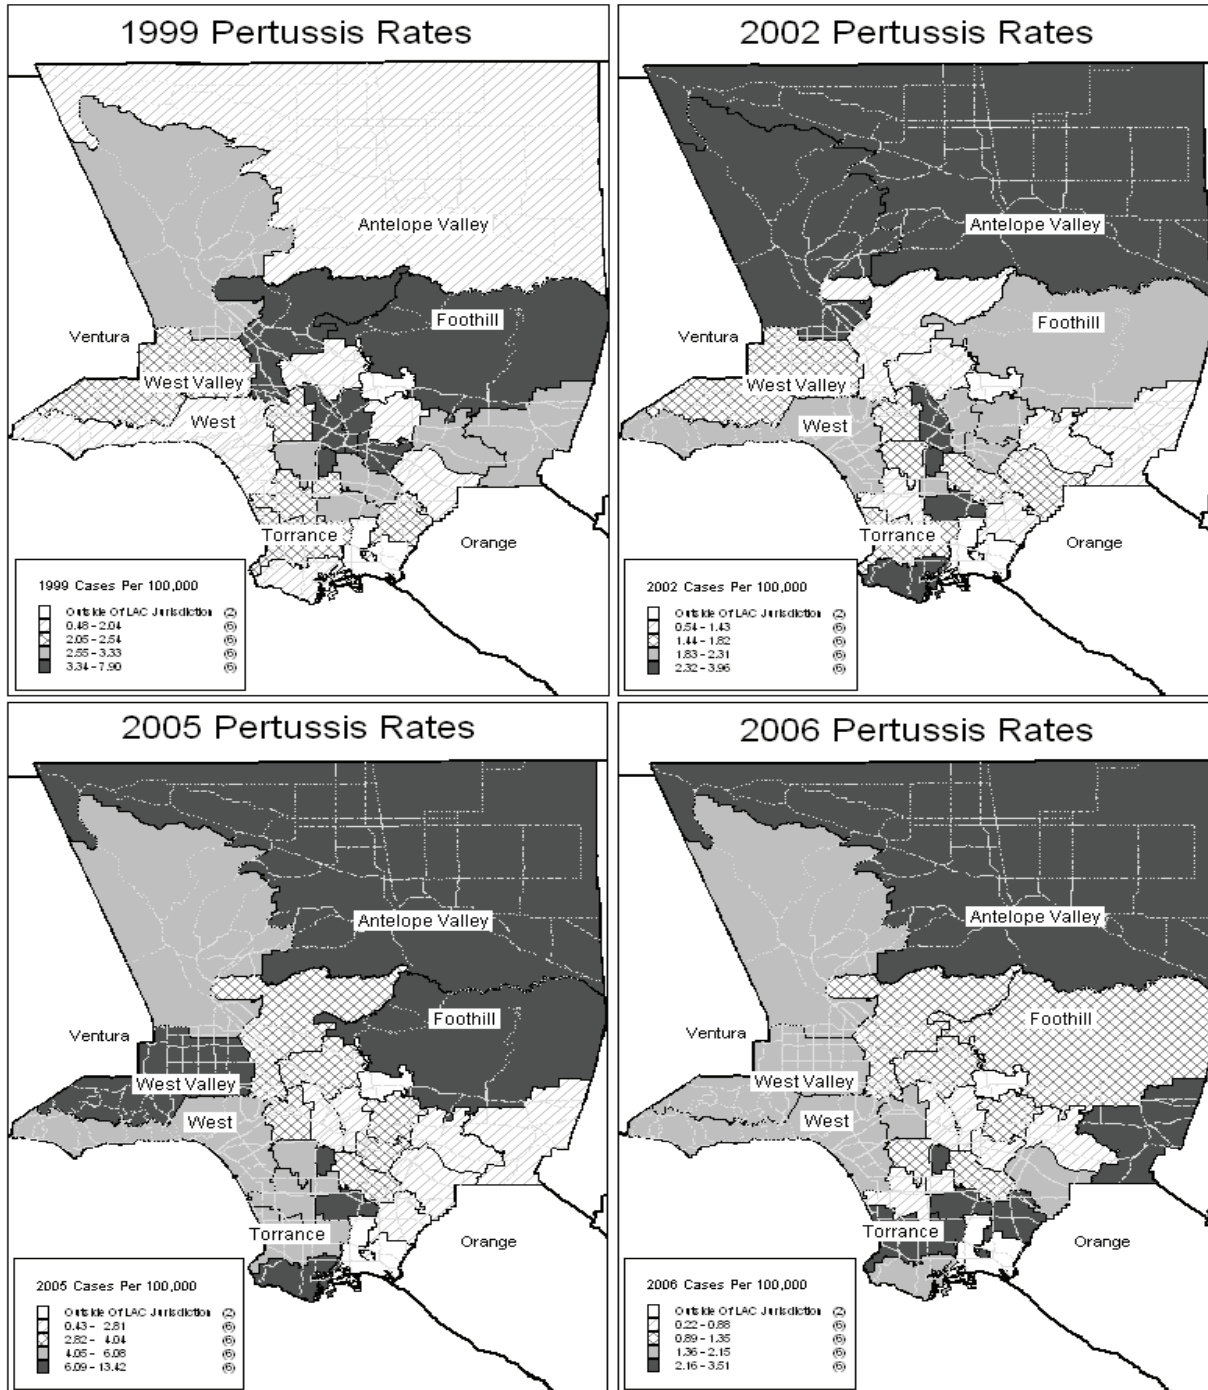 1999 Pertussis Rates
Antelope Valley
Foothill
Ventura
West Valley
West
Torrance
Orange
1999 Cases Per 100,000
Outside Of LAC Jurisdiction (2)
0.48 - 2.04 (6)
2.05 - 2.54 (6)
2.55 - 3.33 (6)
3.34 - 7.90 (6)
2002 Pertussis Rates
Antelope Valley
Foothill
Ventura
West Valley
West
Torrance
Orange
2002 Cases Per 100,000
Outside Of LAC Jurisdiction (2)
0.54 - 1.43 (6)
1.44 - 1.82 (6)
1.83 - 2.31 (6)
2.32 - 3.96 (6)
2005 Pertussis Rates
Antelope Valley
Foothill
Ventura
West Valley
West
Torrance
Orange
2005 Cases Per 100,000
Outside Of LAC Jurisdiction (2)
0.43 - 2.81 (6)
2.82 - 4.04 (6)
4.05 - 6.08 (6)
6.09 - 13.42 (6)
2006 Pertussis Rates
Antelope Valley
Foothill
Ventura
West Valley
West
Torrance
Orange
2006 Cases Per 100,000
Outside Of LAC Jurisdiction (2)
0.22 - 0.88 (6)
0.89 - 1.35 (6)
1.36 - 2.15 (6)
2.16 - 3.51 (6)